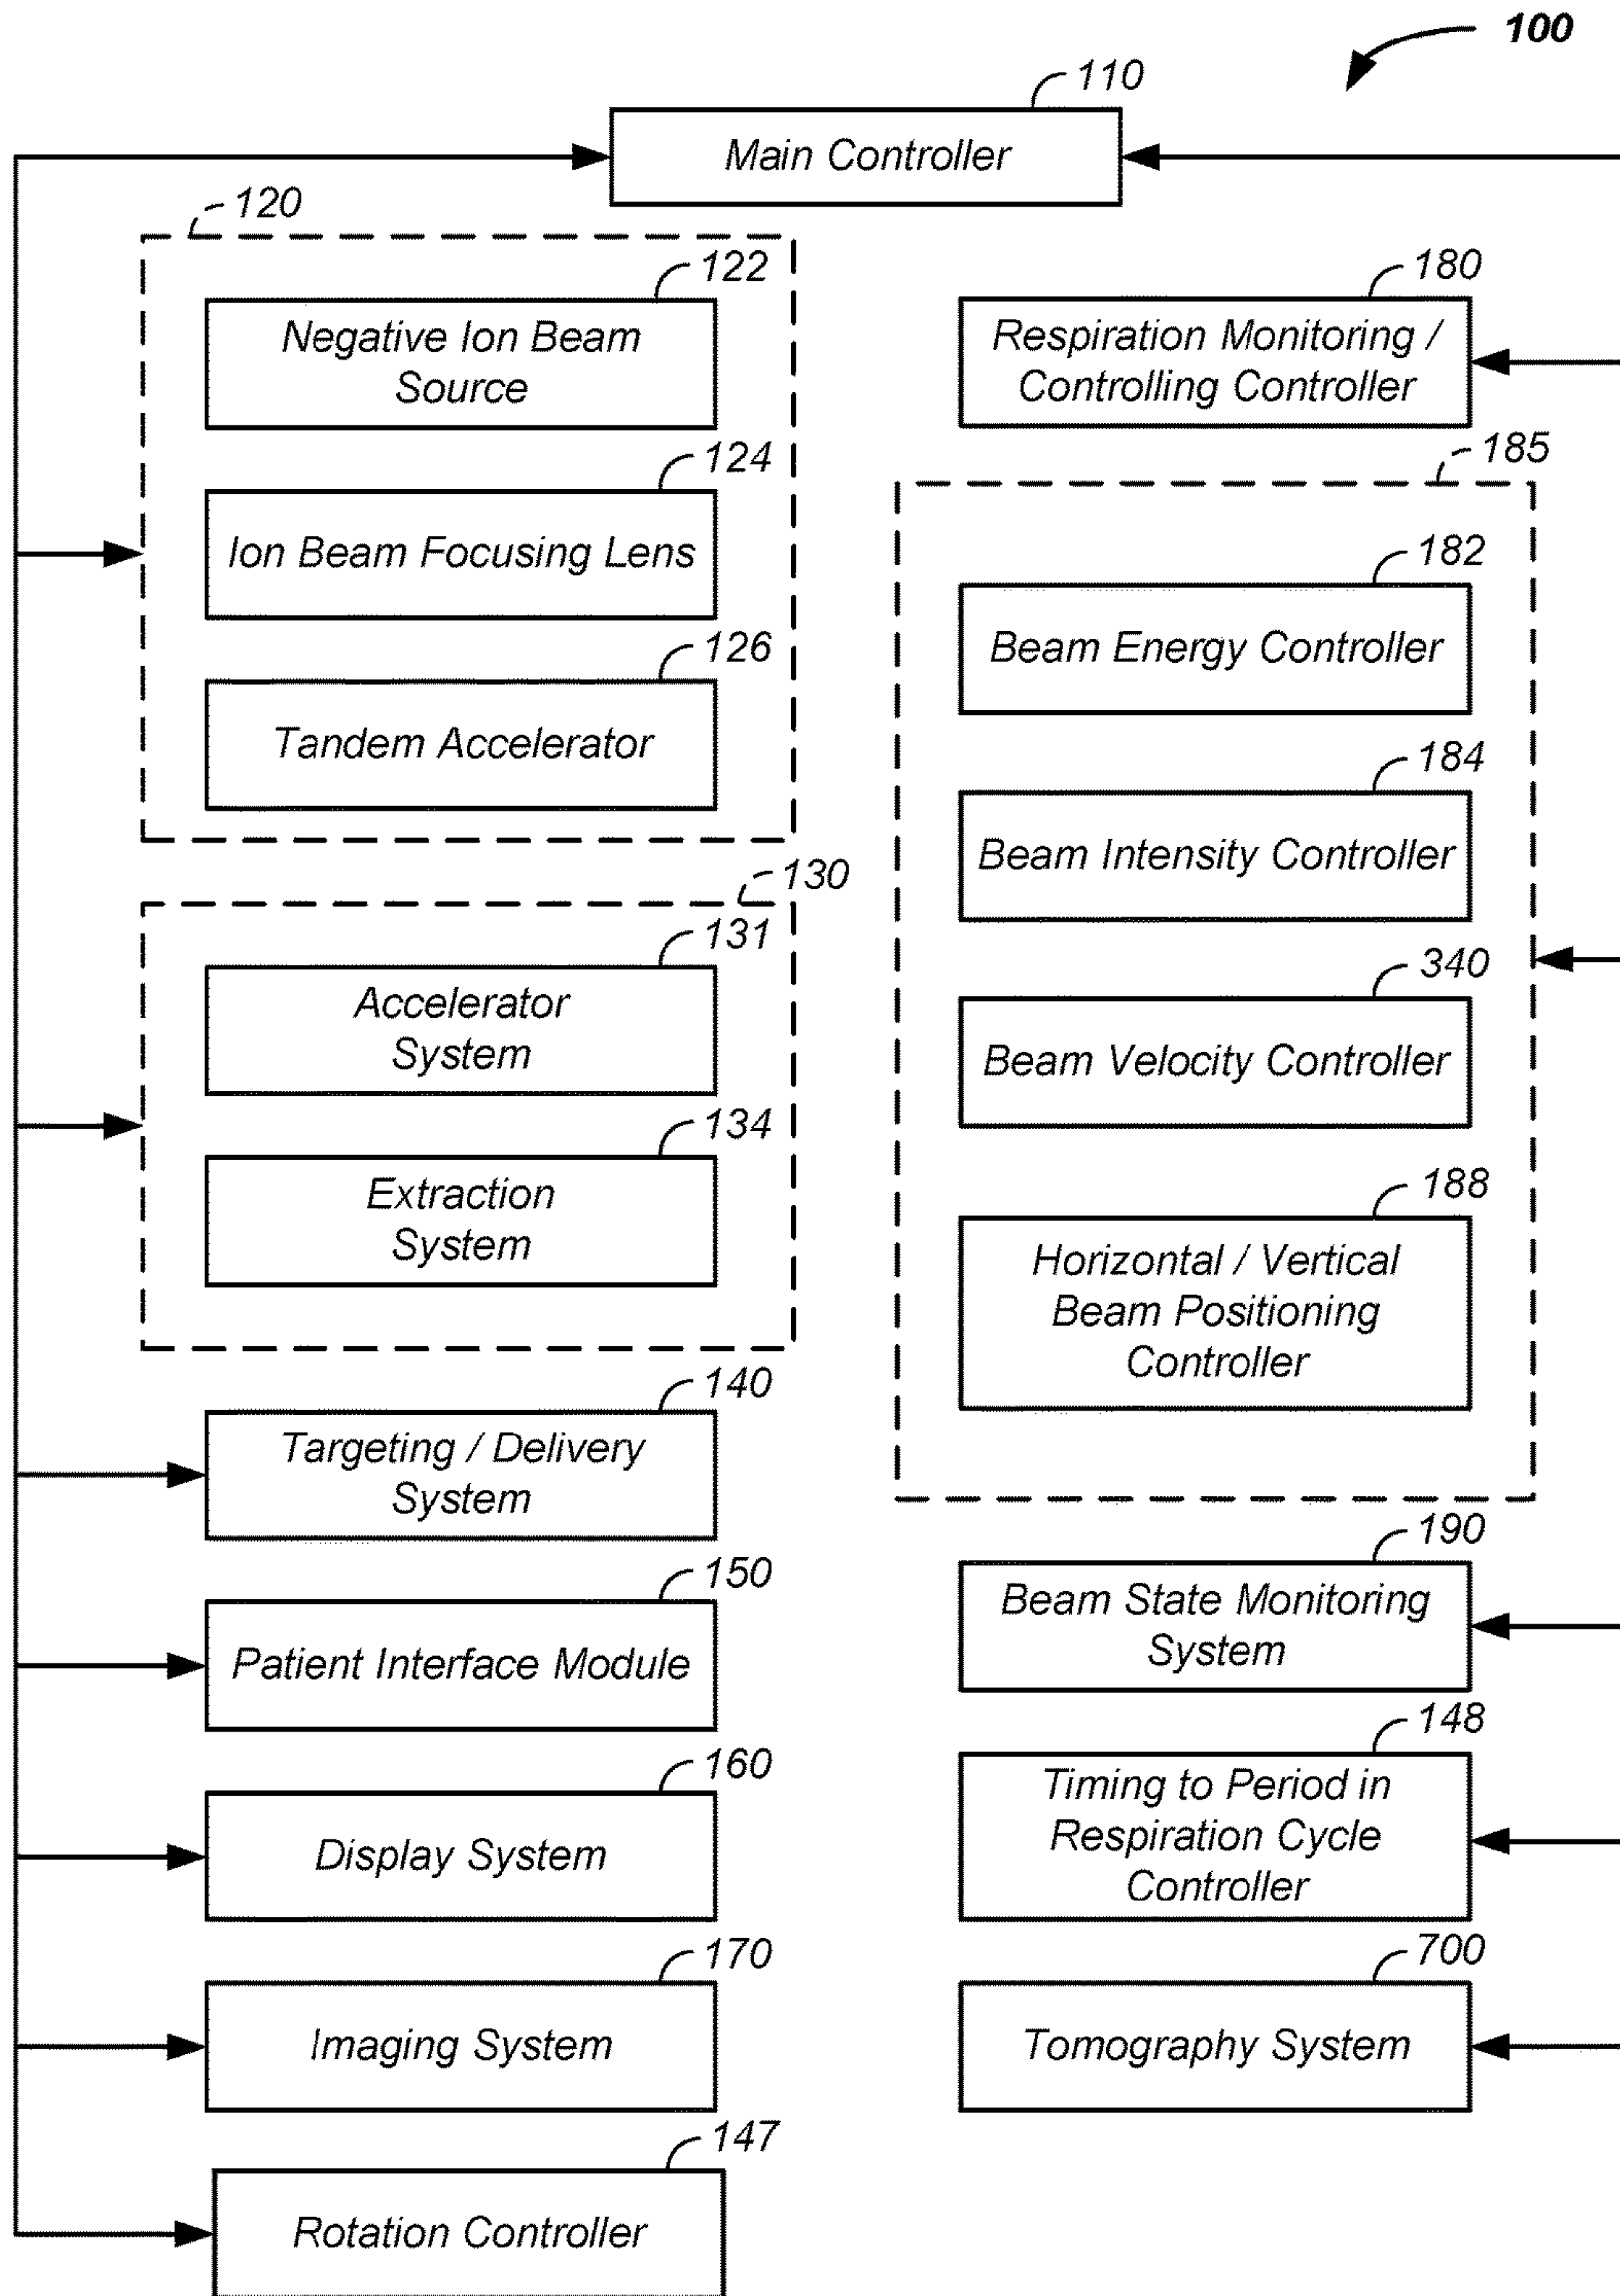 100
110
Main Controller
120
122
Negative Ion Beam
Source
124
Ion Beam Focusing Lens
126
Tandem Accelerator
130
131
Accelerator
System
134
Extraction
System
140
Targeting / Delivery
System
150
Patient Interface Module
160
Display System
170
Imaging System
147
Rotation Controller
180
Respiration Monitoring /
Controlling Controller
185
182
Beam Energy Controller
184
Beam Intensity Controller
340
Beam Velocity Controller
188
Horizontal / Vertical
Beam Positioning
Controller
190
Beam State Monitoring
System
148
Timing to Period in
Respiration Cycle
Controller
700
Tomography System